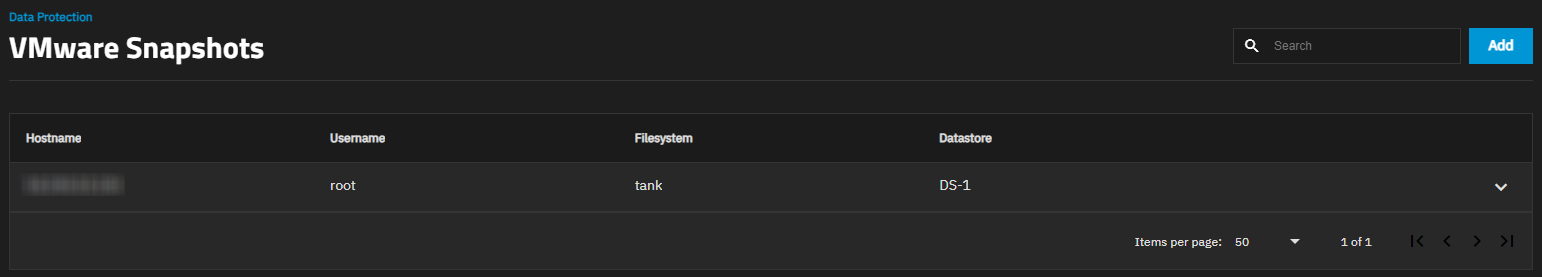 Data Protection
VMware Snapshots
Search
Add
Hostname Username Filesystem Datastore
root tank DS-1
Items per page: 50 1 of 1